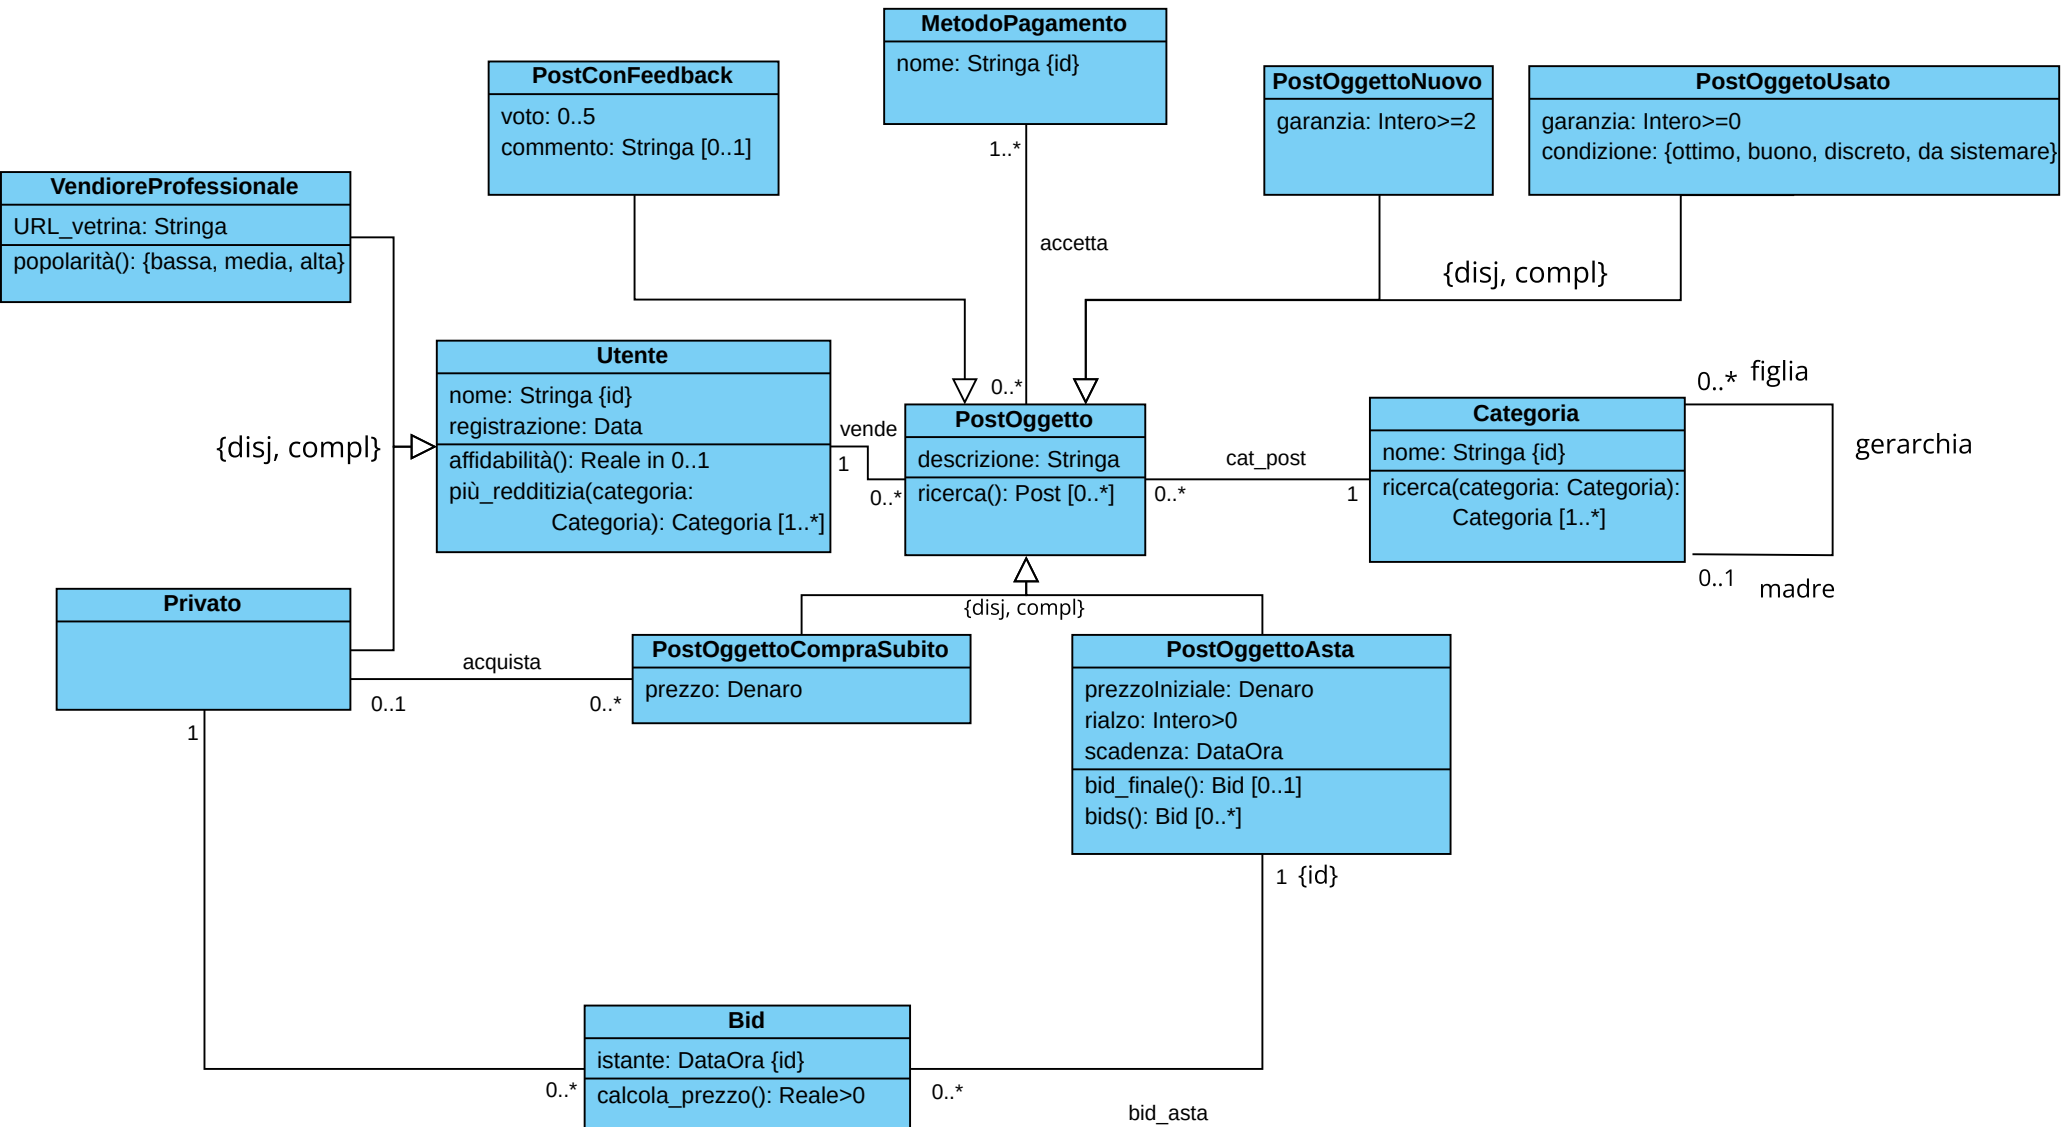 MetodoPagamento
nome: Stringa {id}
PostConFeedback
voto: 0..5
commento: Stringa [0..1]
PostOggettoNuovo
garanzia: Intero>=2
PostOggetoUsato
garanzia: Intero>=0
condizione: {ottimo, buono, discreto, da sistemare}
1..*
accetta
0..*
VendioreProfessionale
URL_vetrina: Stringa
popolarità(): {bassa, media, alta}
{disj, compl}
{disj, compl}
Utente
nome: Stringa {id}
registrazione: Data
affidabilità(): Reale in 0..1
più_redditizia(categoria:
Categoria): Categoria [1..*]
vende
1
0..*
PostOggetto
descrizione: Stringa
ricerca(): Post [0..*]
cat_post
0..*
1
Categoria
nome: Stringa {id}
ricerca(categoria: Categoria):
Categoria [1..*]
0..* figlia
gerarchia
0..1
madre
{disj, compl}
Privato
acquista
0..1
0..*
1
PostOggettoCompraSubito
prezzo: Denaro
PostOggettoAsta
prezzoIniziale: Denaro
rialzo: Intero>0
scadenza: DataOra
bid_finale(): Bid [0..1]
bids(): Bid [0..*]
1 {id}
Bid
istante: DataOra {id}
calcola_prezzo(): Reale>0
0..*
0..*
bid_asta